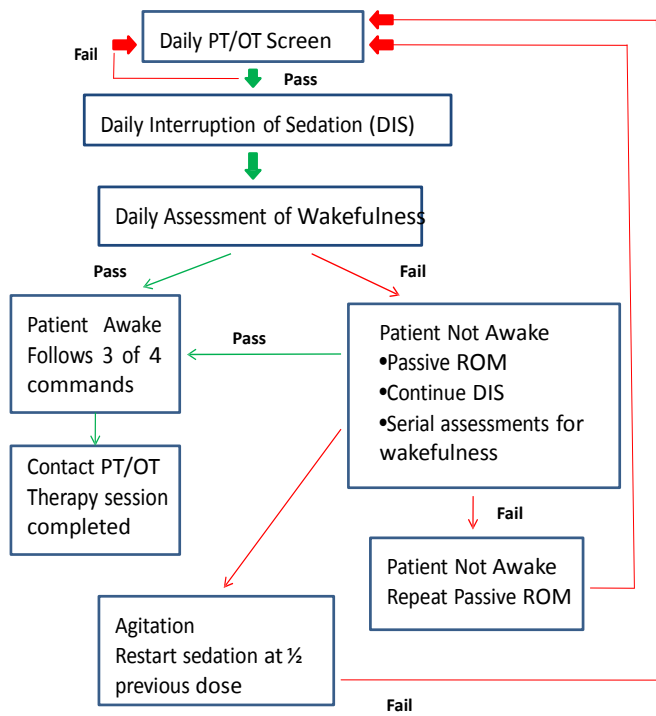 Daily PT/OT Screen
Fail
Pass
Daily Interruption of Sedation (DIS)
Daily Assessment of Wakefulness
Pass
Fail
Patient Awake
Follows 3 of 4
commands
Pass
Patient Not Awake
•Passive ROM
•Continue DIS
•Serial assessments for
wakefulness
Contact PT/OT
Therapy session
completed
Fail
Patient Not Awake
Repeat Passive ROM
Agitation
Restart sedation at ½
previous dose
Fail